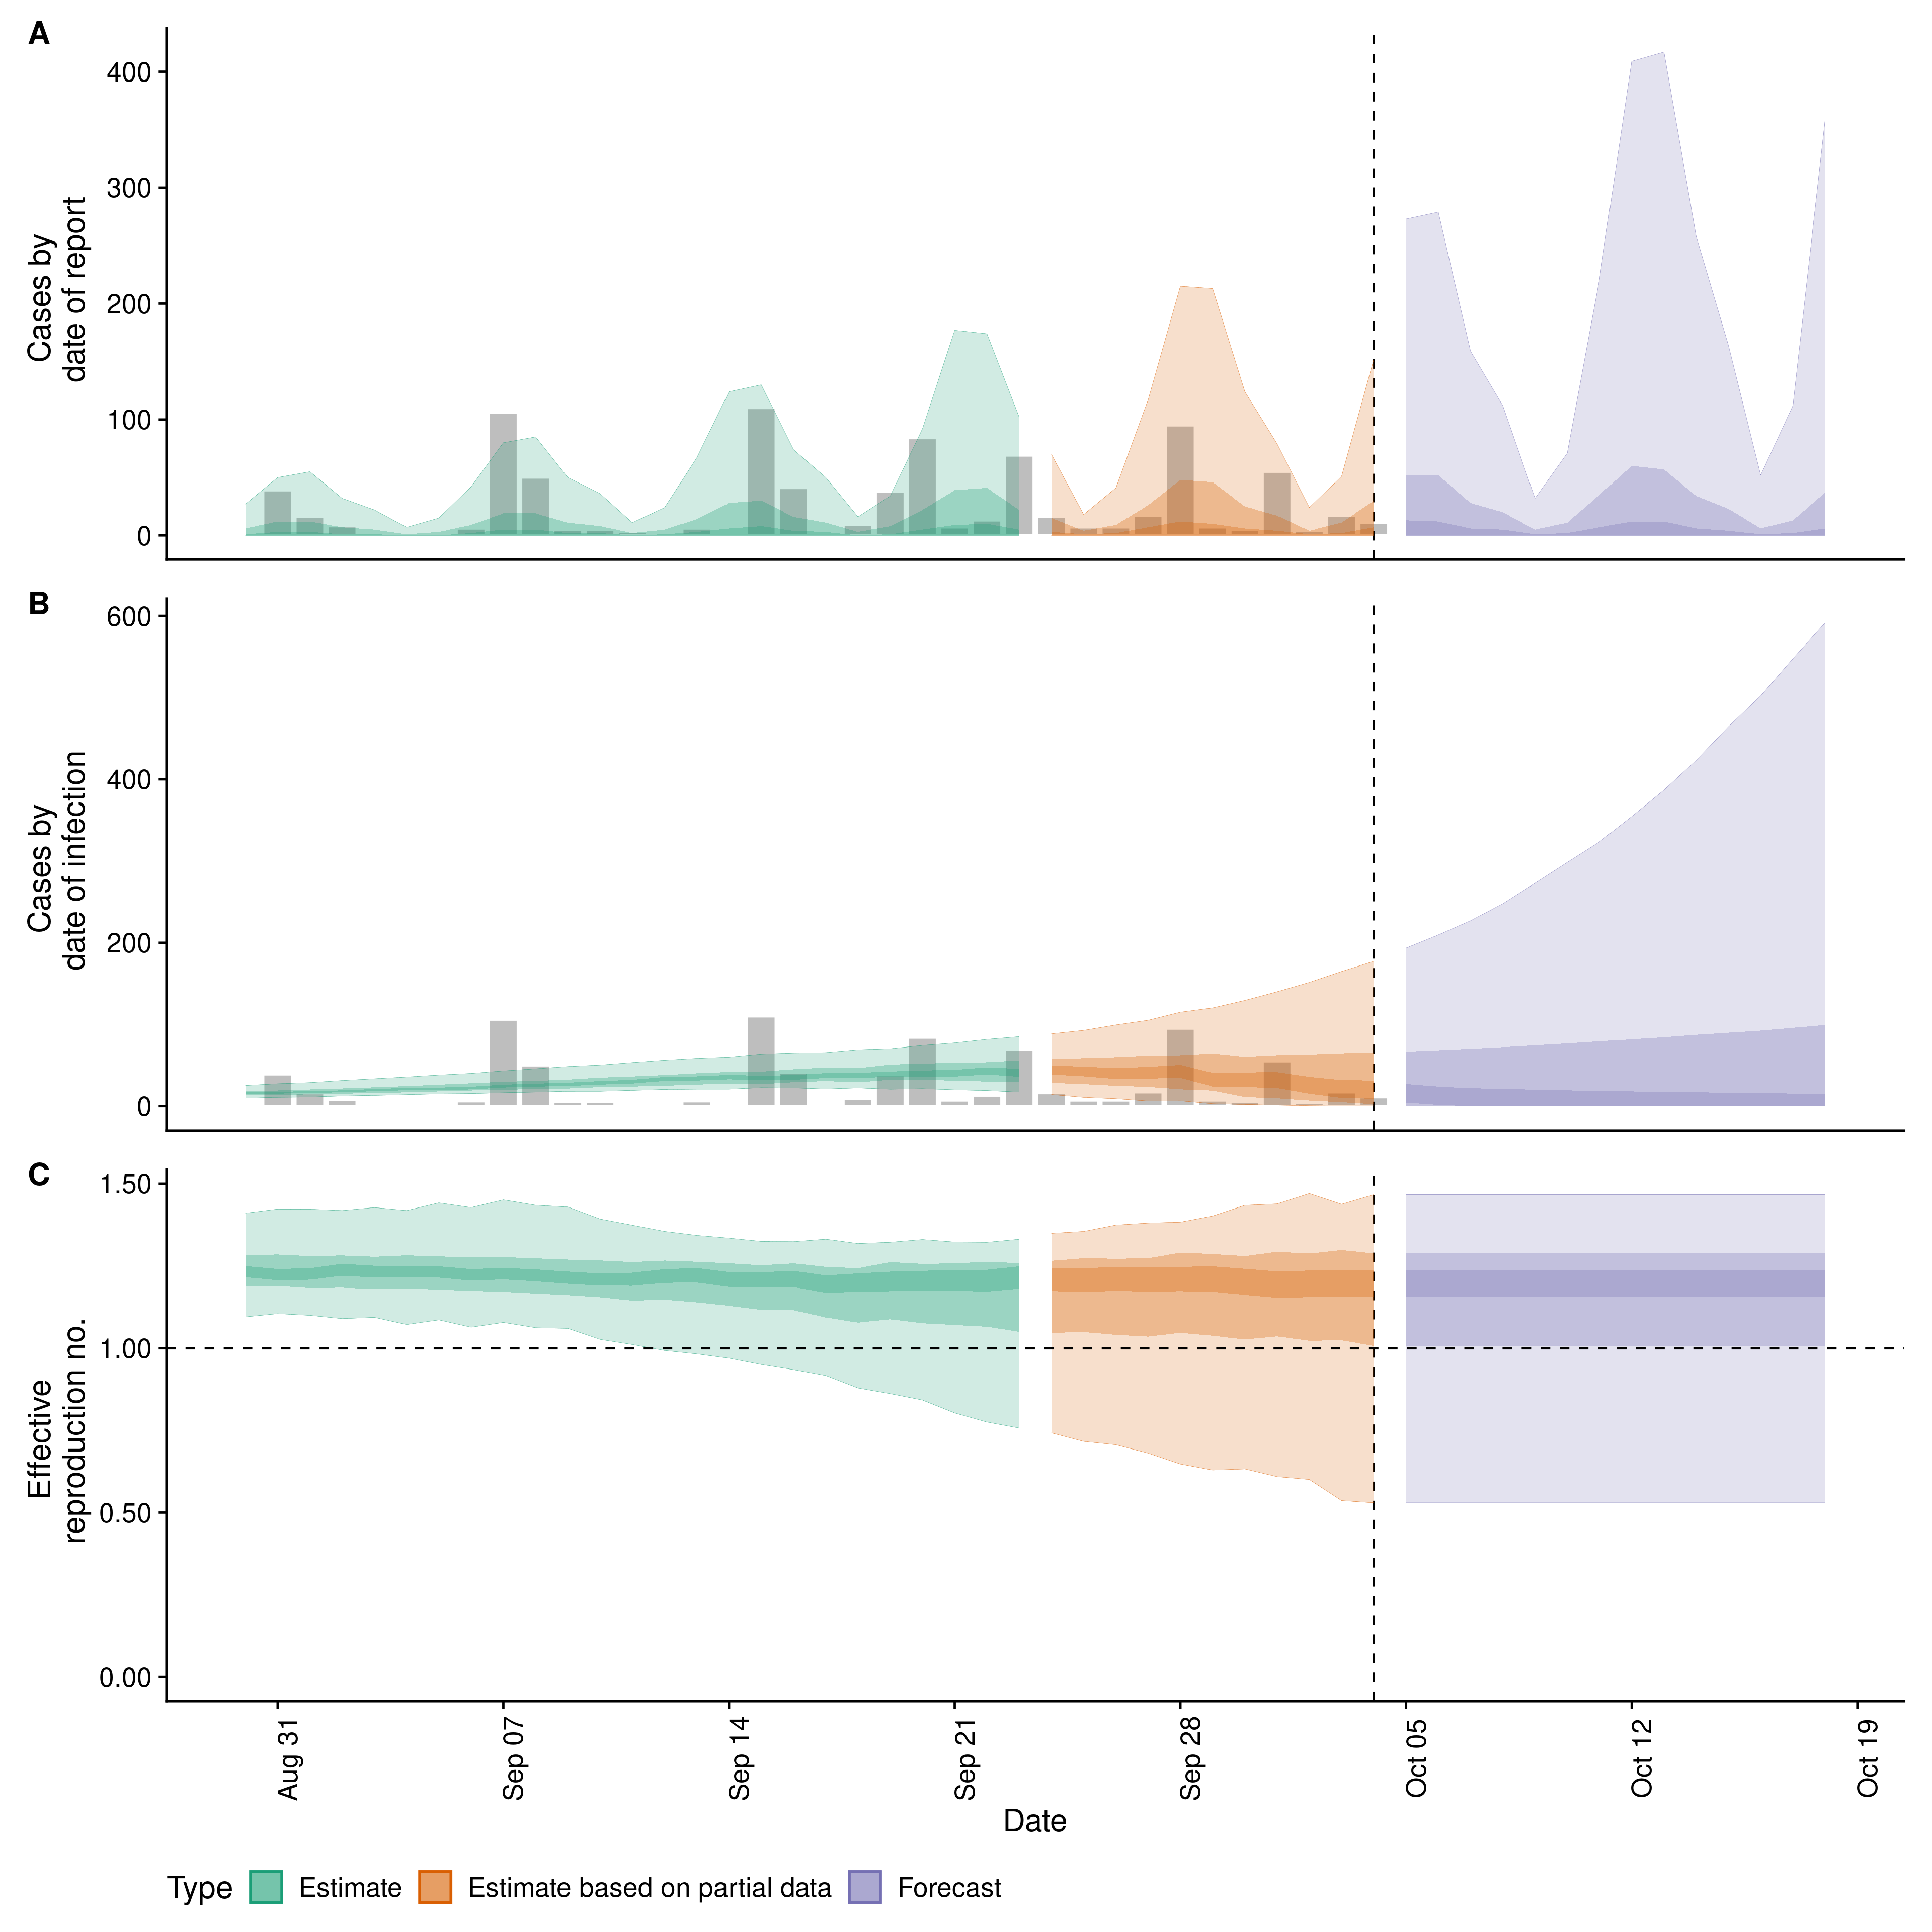 A
400
300
200
100
0
Cases by
date of report
B
600
400
200
0
Cases by
date of infection
C
1.50
1.00
0.50
0.00
Effective
reproduction no.
Aug 31
Sep 07
Sep 14
Sep 21
Sep 28
Oct 05
Oct 12
Oct 19
Date
Type
Estimate
Estimate based on partial data
Forecast